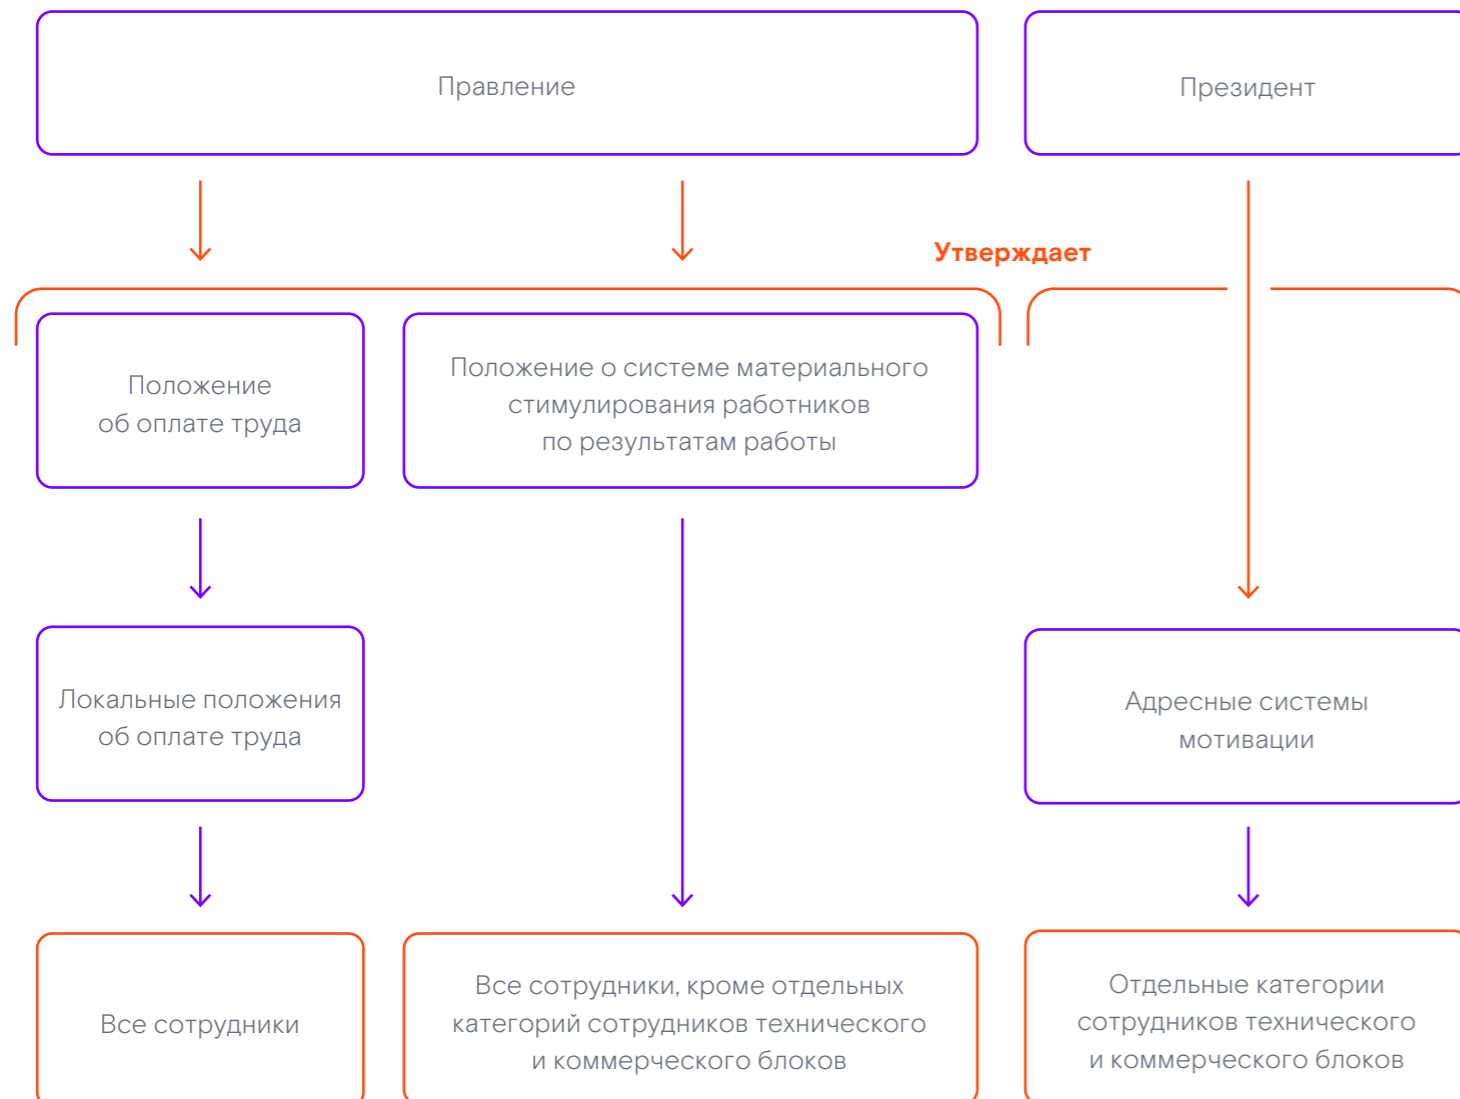 Правление
Президент
Утверждает
Положение
об оплате труда
Положение о системе материального
стимулирования работников
по результатам работы
Локальные положения
об оплате труда
Адресные системы
мотивации
Все сотрудники
Все сотрудники, кроме отдельных
категорий сотрудников технического
и коммерческого блоков
Отдельные категории
сотрудников технического
и коммерческого блоков